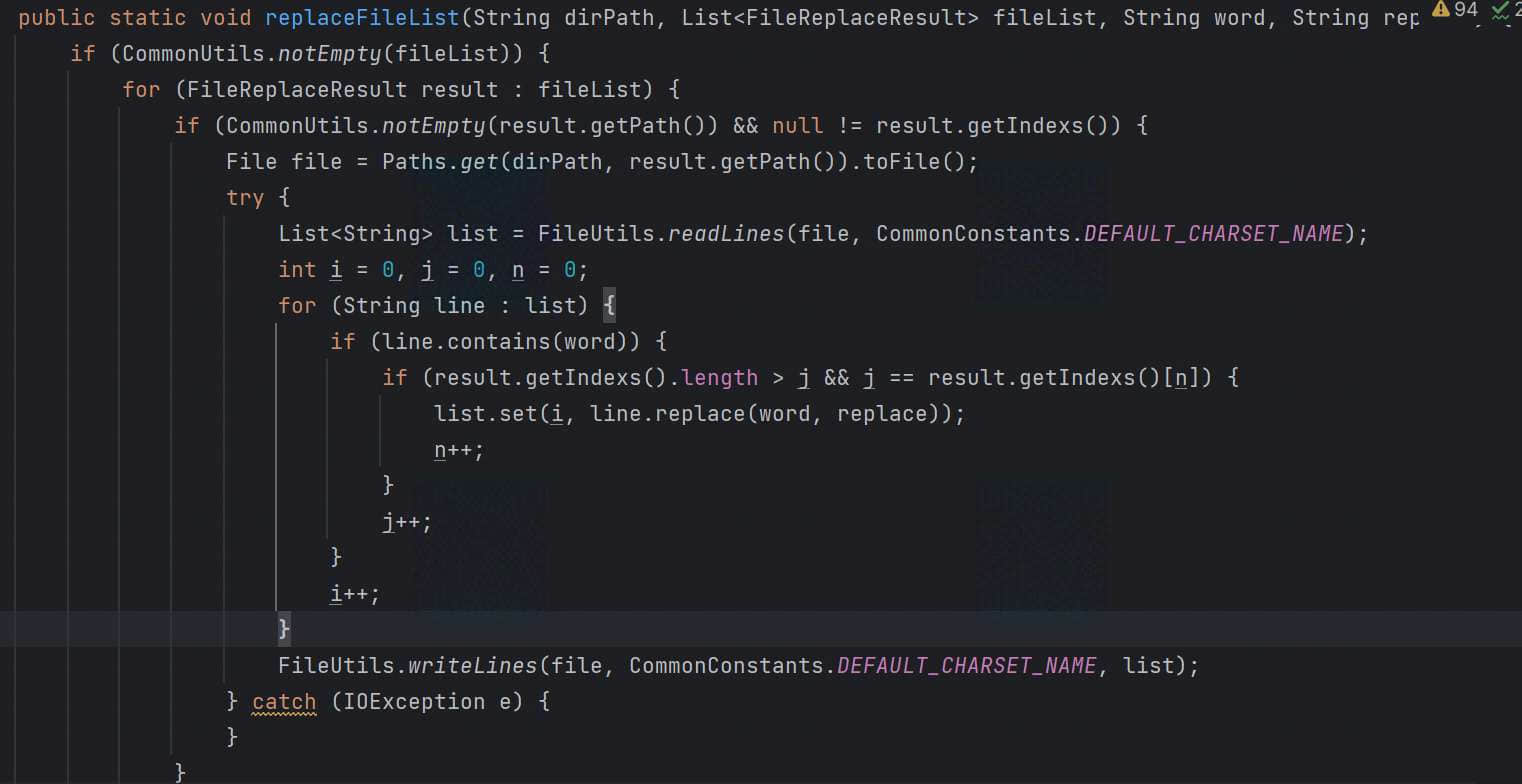 public static void replaceFileList(String dirPath, List<FileReplaceResult> fileList, String word, String rep 94 2
if (CommonUtils.notEmpty(fileList)) {
for (FileReplaceResult result : fileList) {
if (CommonUtils.notEmpty(result.getPath()) && null != result.getIndexs()) {
File file = Paths.get(dirPath, result.getPath()).toFile();
try {
List<String> list = FileUtils.readLines(file, CommonConstants.DEFAULT_CHARSET_NAME);
int i = 0, j = 0, n = 0;
for (String line : list) {
if (line.contains(word)) {
if (result.getIndexs().length > j && j == result.getIndexs()[n]) {
list.set(i, line.replace(word, replace));
n++;
}
j++;
}
i++;
}
FileUtils.writeLines(file, CommonConstants.DEFAULT_CHARSET_NAME, list);
} catch (IOException e) {
}
}